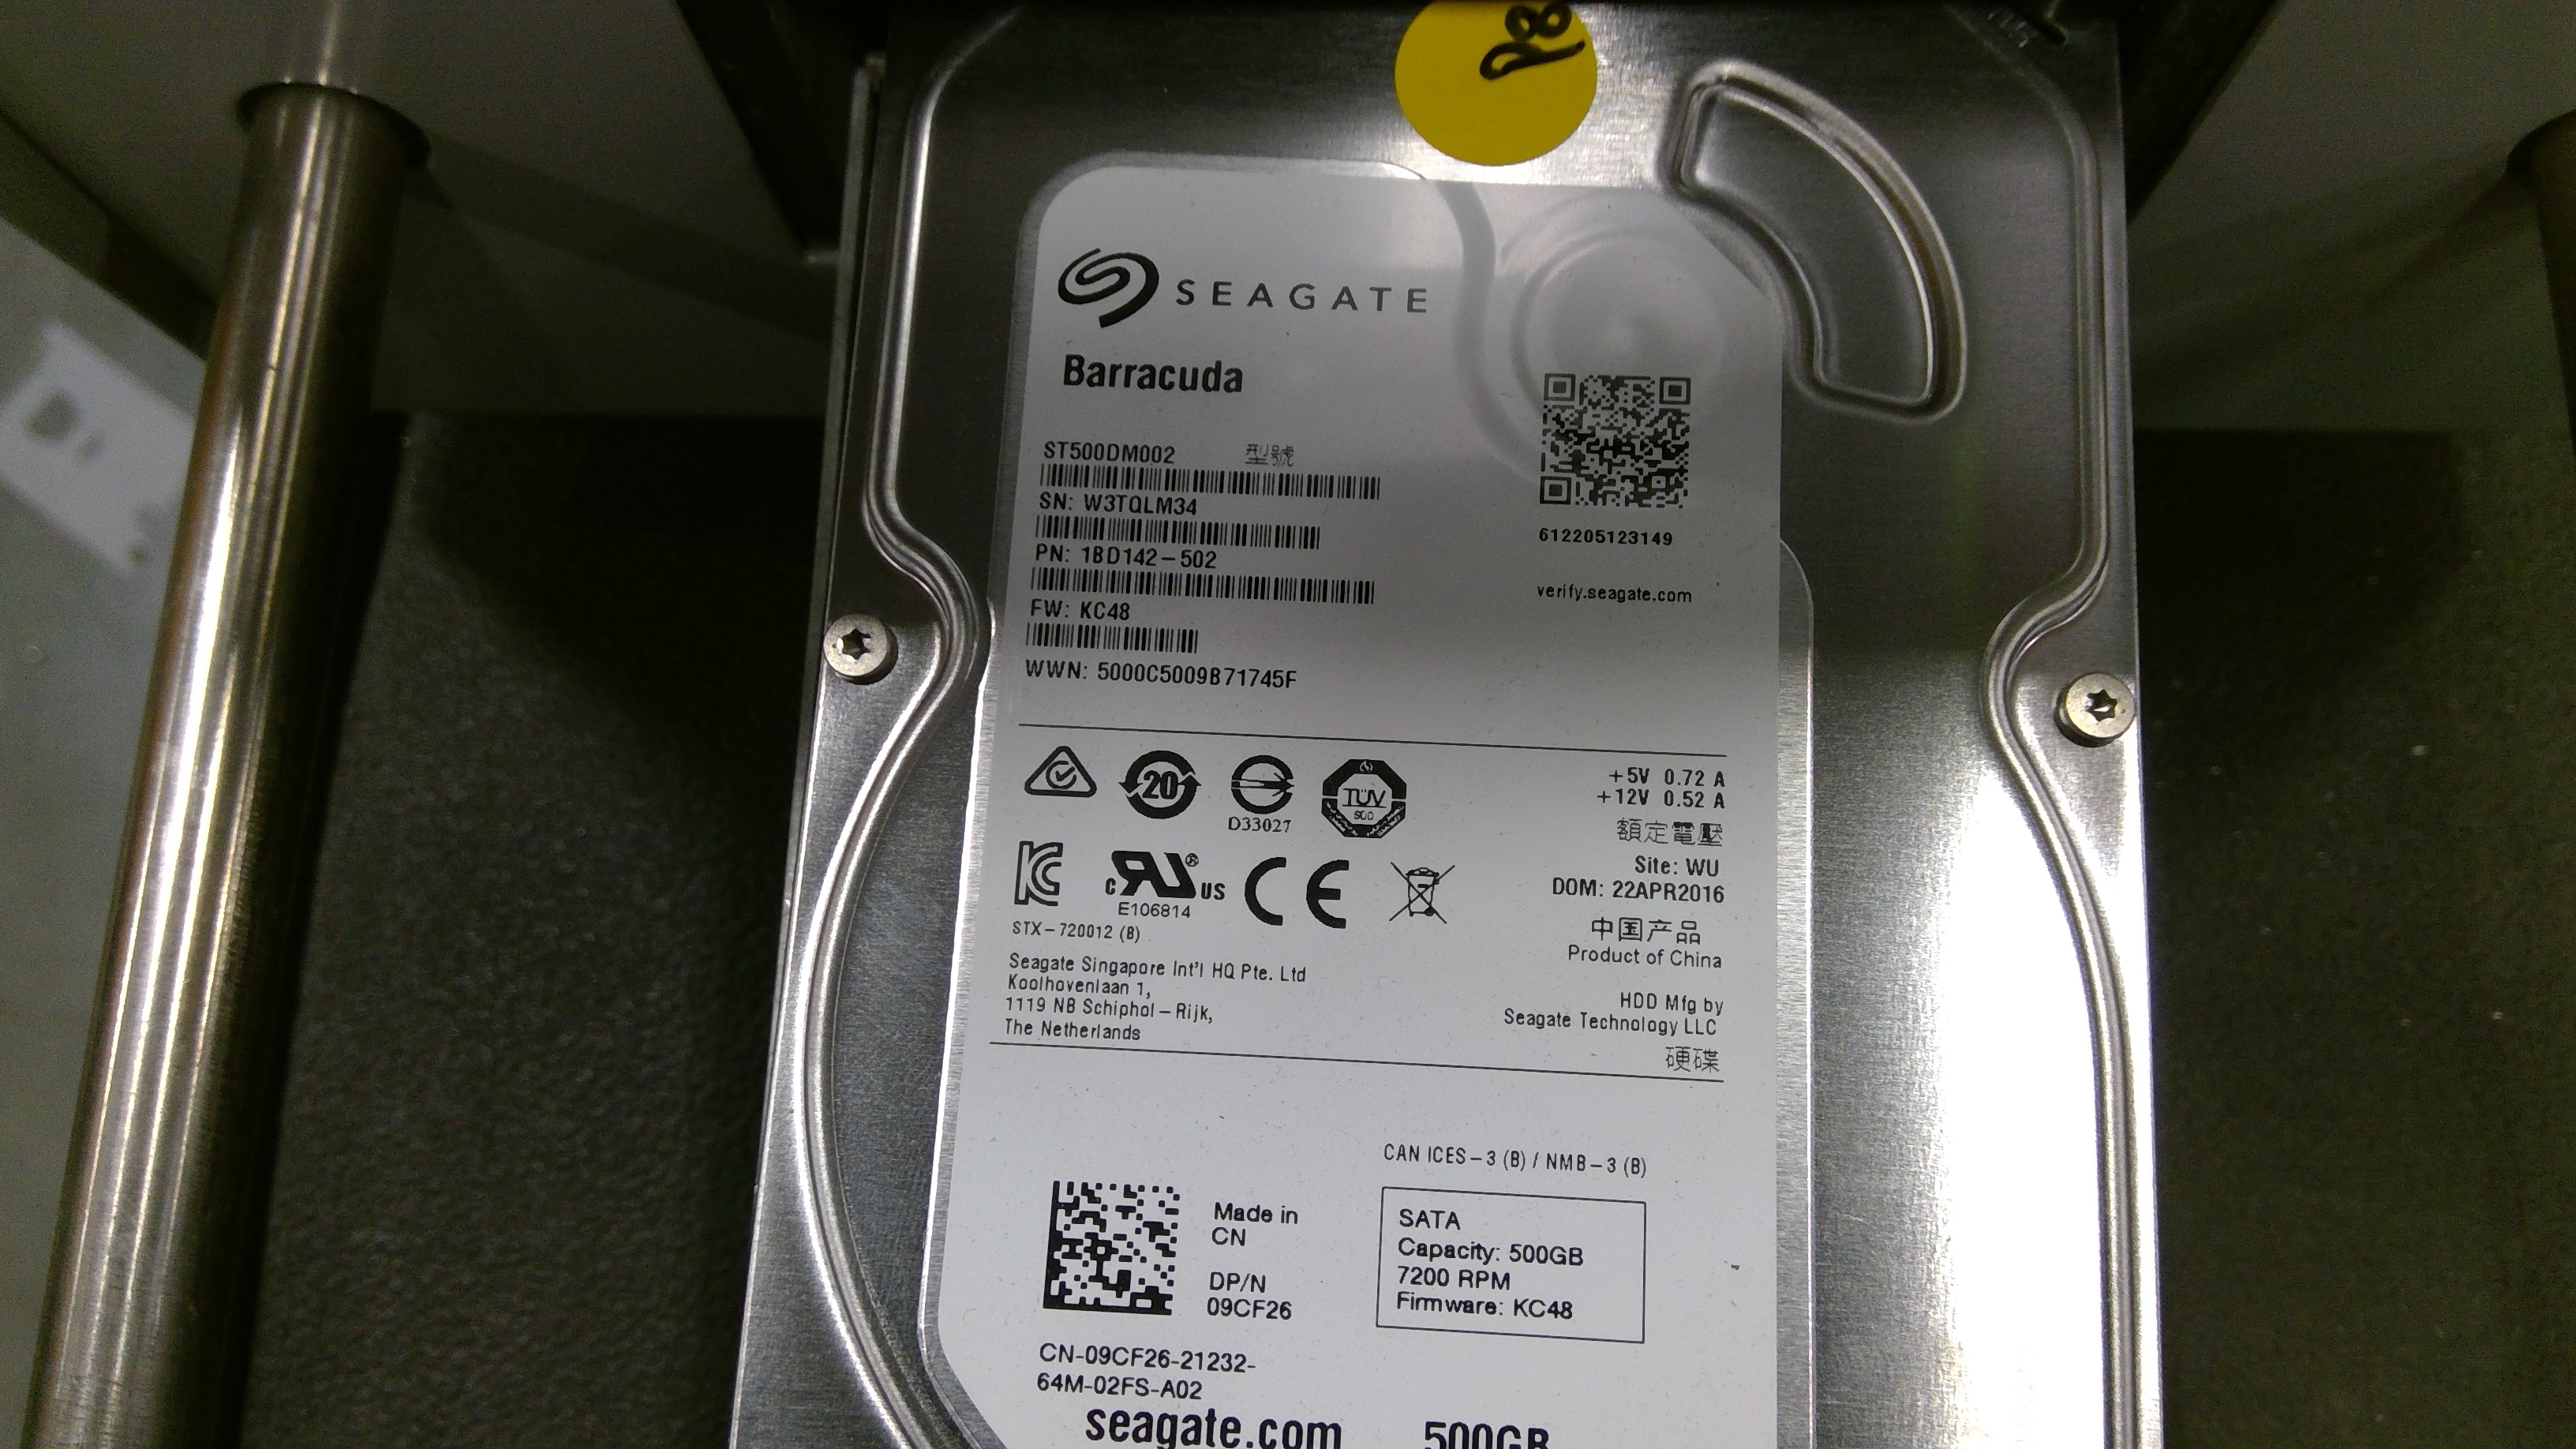 SEAGATE
Barracuda
ST500DM002 型號
SN: W3TQLM34
PN: 1BD142-502
FW: KC48
WWN: 5000C5009B71745F
612205123149
verify.seagate.com
20
D33027
TÜV
SÜD
+5V 0.72 A
+12V 0.52 A
額定電壓
Site: WU
DOM: 22APR2016
中国产品
Product of China
HDD Mfg by
Seagate Technology LLC
硬碟
c US ®
E106814
CE
STX-720012 (B)
Seagate Singapore Int'l HQ Pte. Ltd
Koolhovenlaan 1,
1119 NB Schiphol-Rijk,
The Netherlands
CAN ICES-3 (B) / NMB-3 (B)
Made in
CN
DP/N
09CF26
SATA
Capacity: 500GB
7200 RPM
Firmware: KC48
CN-09CF26-21232-
64M-02FS-A02
seagate.com 500GB